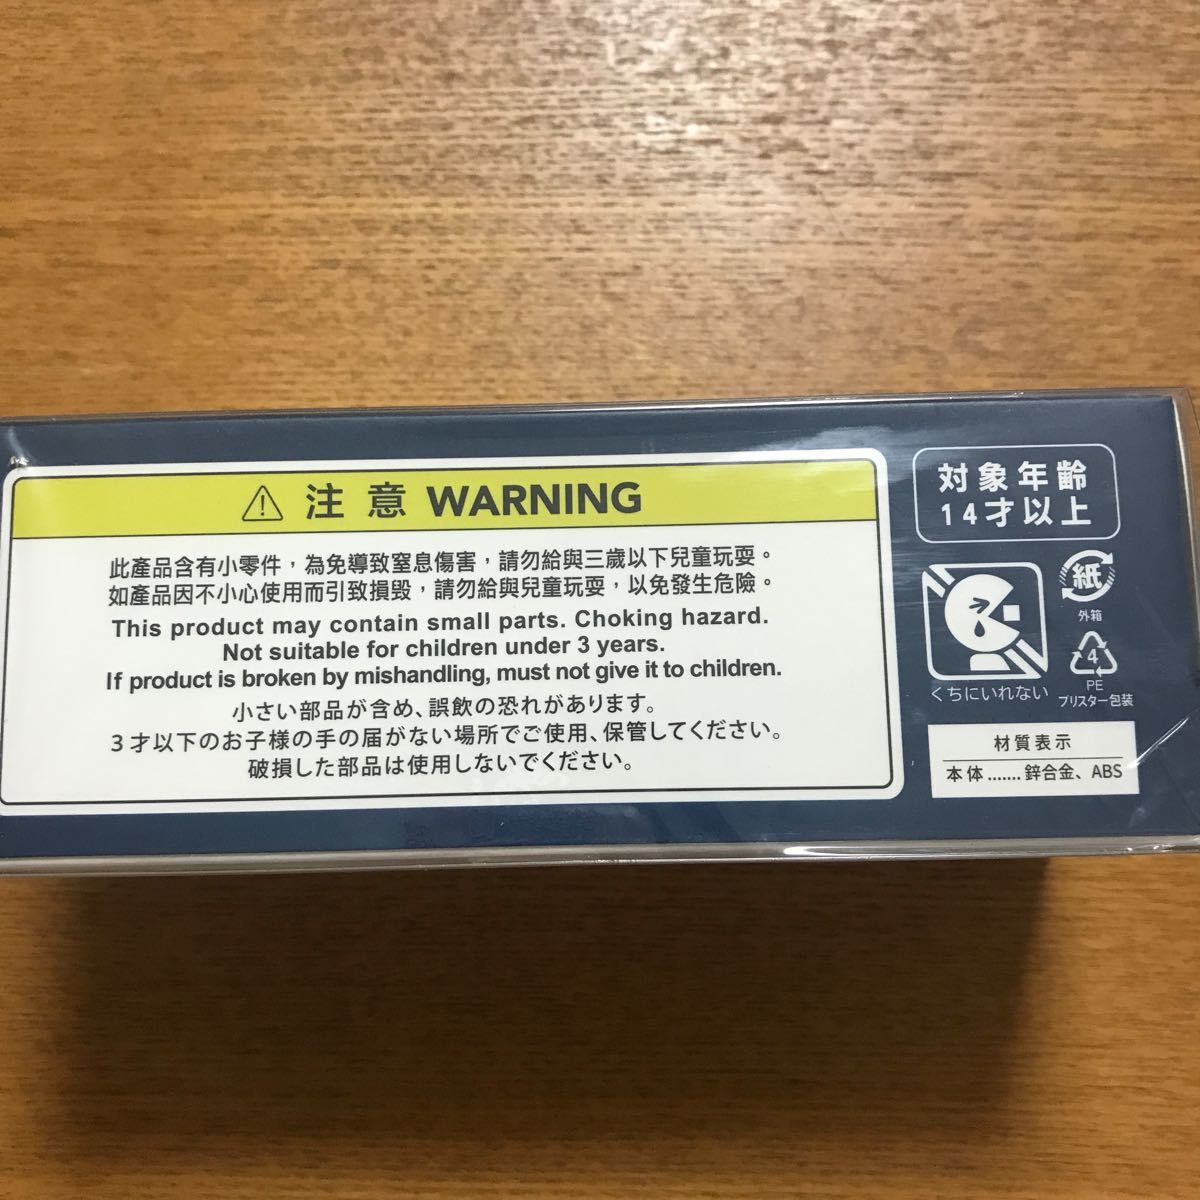 注意 WARNING
此產品含有小零件，為免導致窒息傷害，請勿給與三歲以下兒童玩耍。
如產品因不小心使用而引致損毀，請勿給與兒童玩耍，以免發生危險。
This product may contain small parts. Choking hazard.
Not suitable for children under 3 years.
If product is broken by mishandling, must not give it to children.
小さい部品が含め、誤飲の恐れがあります。
3才以下のお子様の手の届がない場所でご使用、保管してください。
破損した部品は使用しないでください。
対象年齢
14才以上
くちにいれない
紙
外箱
4
PE
ブリスター包装
材質表示
本体.......鋅合金、ABS